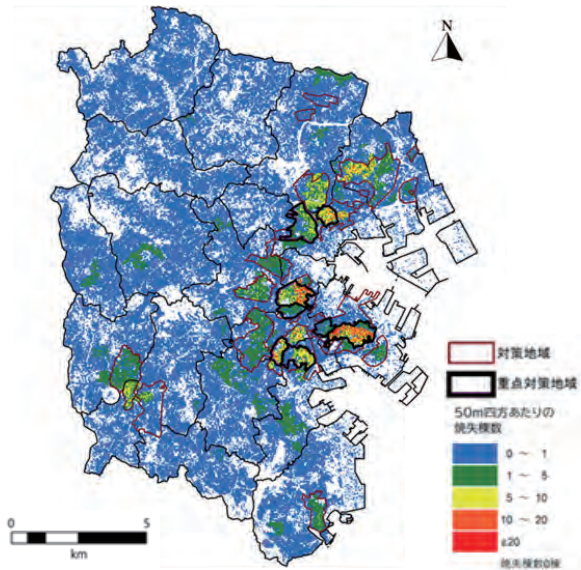 N
対策地域
重点対策地域
50m四方あたりの
焼失棟数
0 ～ 1
1 ～ 5
5 ～ 10
10 ～ 20
≧20
焼失棟数0棟
0 5
km